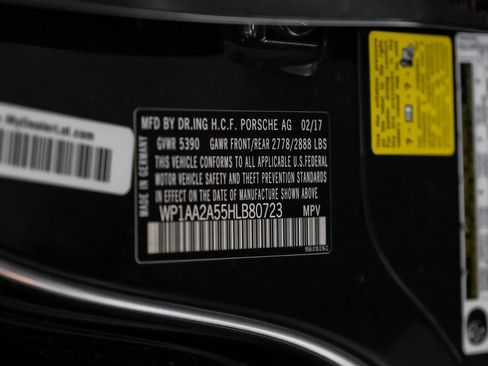 MFD BY DR.ING H.C.F. PORSCHE AG 02/17
GVWR 5390 GAWR FRONT/REAR 2778/2888 LBS
THIS VEHICLE CONFORMS TO ALL APPLICABLE U.S.FEDERAL
MOTOR VEHICLE SAFETY AND THEFT PREVENTION STANDARDS
IN EFFECT ON THE DATE OF MANUFACTURE SHOWN ABOVE.
WP1AA2A55HLB80723 MPV
MADE IN GERMANY